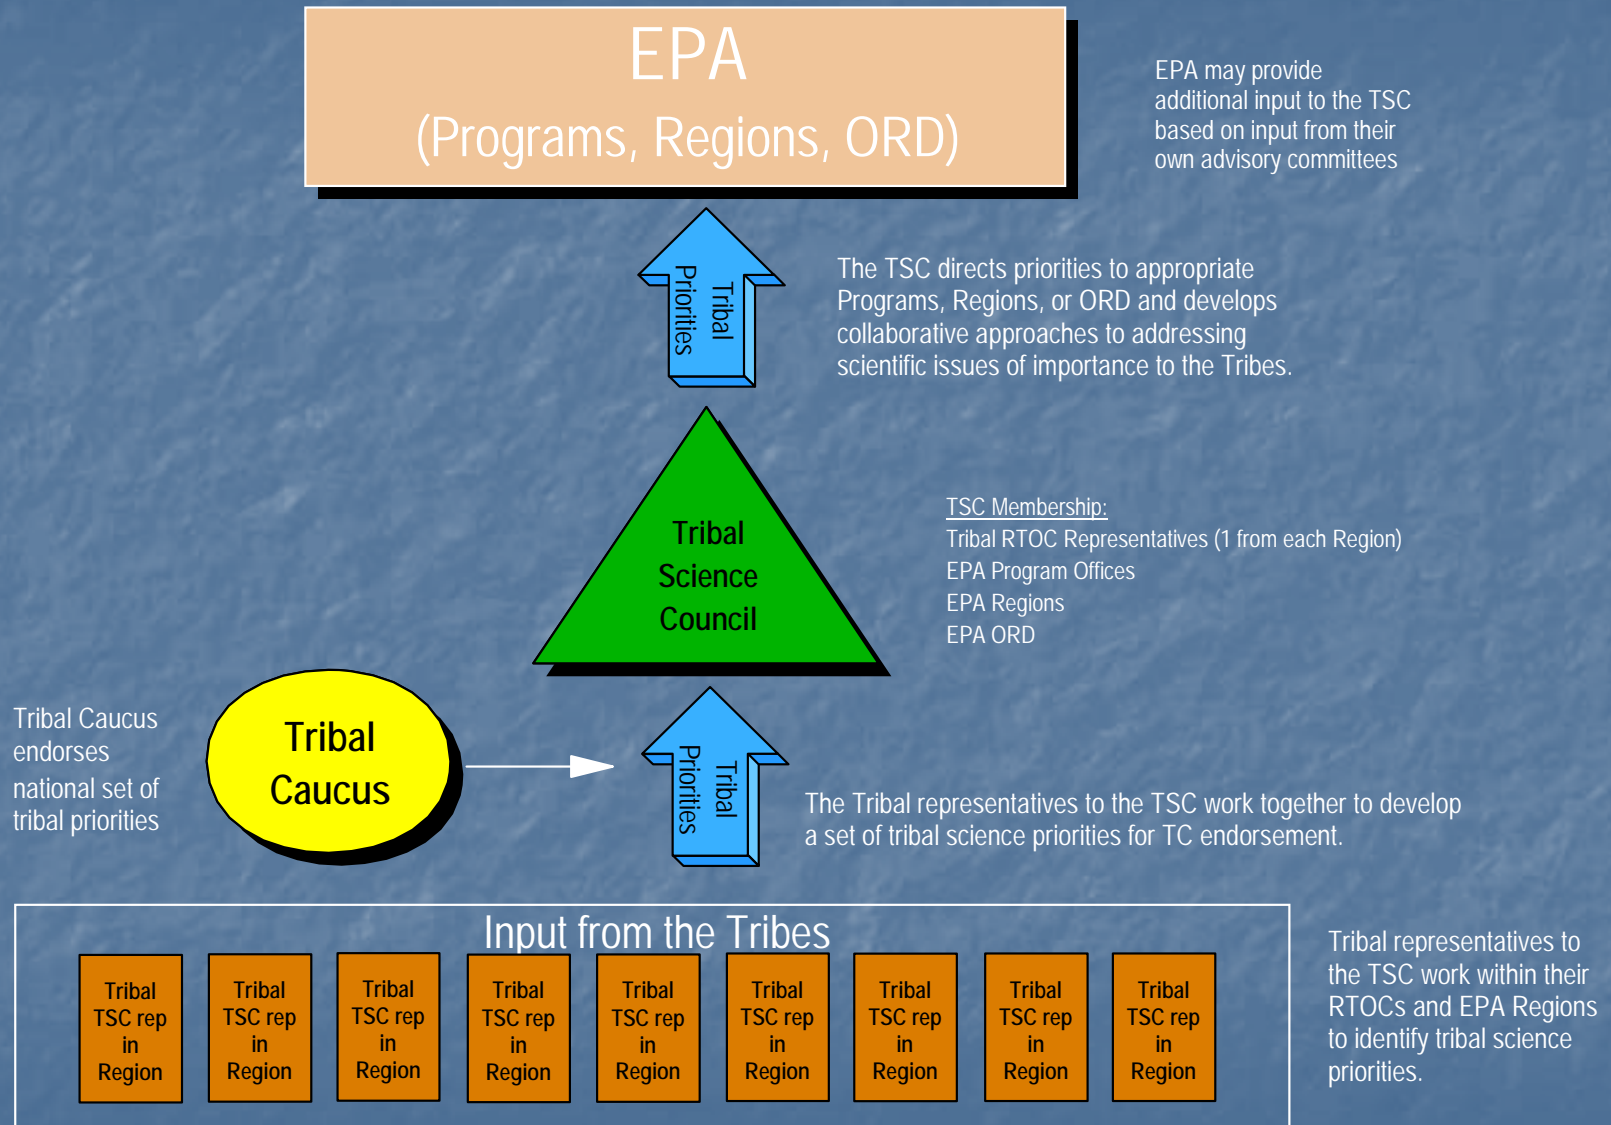 EPA
(Programs, Regions, ORD)
EPA may provide
additional input to the TSC
based on input from their
own advisory committees
Tribal
Priorities
The TSC directs priorities to appropriate
Programs, Regions, or ORD and develops
collaborative approaches to addressing
scientific issues of importance to the Tribes.
Tribal
Science
Council
TSC Membership:
Tribal RTOC Representatives (1 from each Region)
EPA Program Offices
EPA Regions
EPA ORD
Tribal Caucus
endorses
national set of
tribal priorities
Tribal
Caucus
Tribal
Priorities
The Tribal representatives to the TSC work together to develop
a set of tribal science priorities for TC endorsement.
Input from the Tribes
Tribal
TSC rep
in
Region
Tribal
TSC rep
in
Region
Tribal
TSC rep
in
Region
Tribal
TSC rep
in
Region
Tribal
TSC rep
in
Region
Tribal
TSC rep
in
Region
Tribal
TSC rep
in
Region
Tribal
TSC rep
in
Region
Tribal
TSC rep
in
Region
Tribal representatives to
the TSC work within their
RTOCs and EPA Regions
to identify tribal science
priorities.